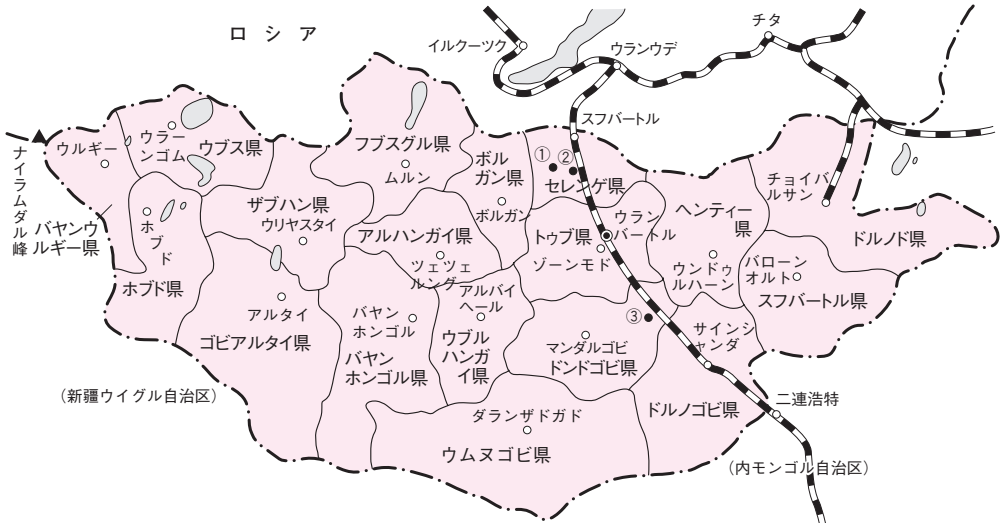 ロシア
イルクーツク
ウランウデ
チタ
スフバートル
ナイラムダル峰
ウルギー
バヤンウ
ルギー県
ウラー
ンゴム
ウブス県
ホブド
ホブド県
ザブハン県
ウリヤスタイ
フブスグル県
ムルン
ボル
ガン県
ボルガン
①
②
セレンゲ県
アルハンガイ県
ツェツェ
ルングー
トゥブ県
ウラン
バートル
ゾーンモド
ヘンティー
県
ウンドゥ
ルハーン
チョイバ
ルサン
ドルノド県
バローン
オルト
スフバートル県
アルタイ
ゴビアルタイ県
バヤン
ホンゴル
バヤン
ホンゴル県
アルバイ
ヘール
ウブル
ハンガ
イ県
③
マンダルゴビ
ドンドゴビ県
サインシ
ャンダ
ドルノゴビ県
ダランザドガド
ウムヌゴビ県
二連浩特
(新疆ウイグル自治区)
(内モンゴル自治区)